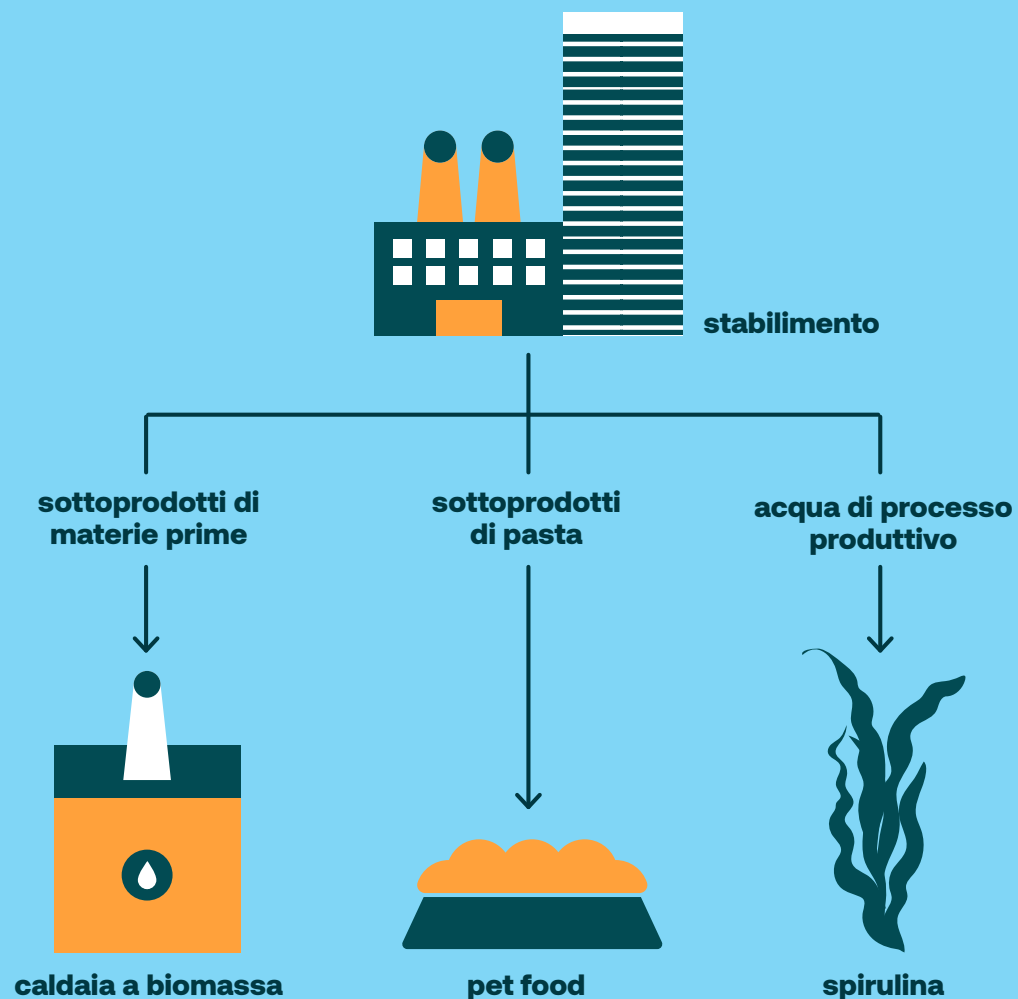 stabilimento
sottoprodotti di
materie prime
sottoprodotti
di pasta
acqua di processo
produttivo
caldaia a biomassa
pet food
spirulina